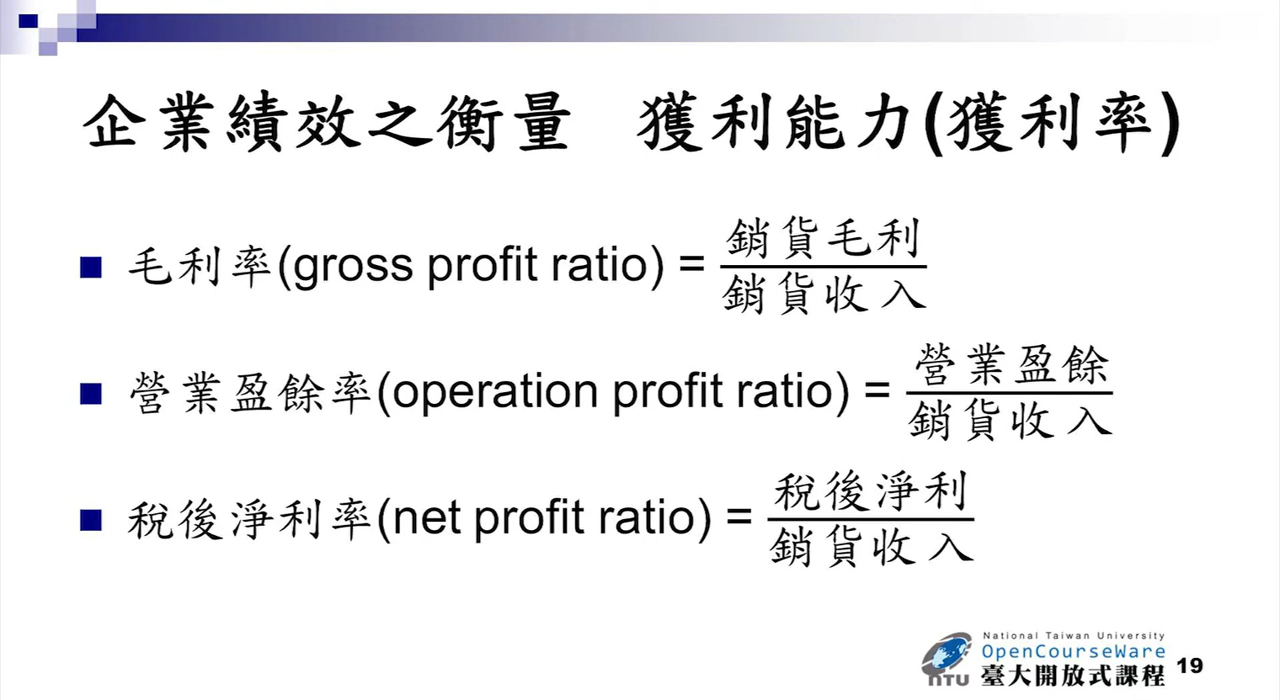 企業績效之衡量 獲利能力(獲利率)
毛利率(gross profit ratio) = 銷貨毛利
銷貨收入
營業盈餘率(operation profit ratio) = 營業盈餘
銷貨收入
稅後淨利率(net profit ratio) = 稅後淨利
銷貨收入
National Taiwan University
OpenCourseWare
NTU 臺大開放式課程 19